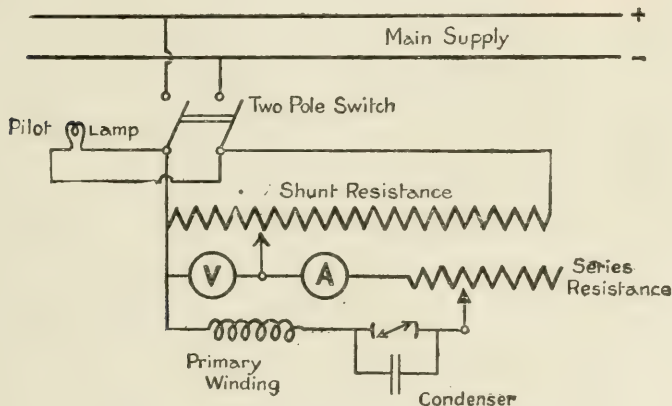 +
Main Supply
-
Two Pole Switch
Pilot Lamp
Shunt Resistance
V
A
Series
Resistance
Primary
Winding
Condenser